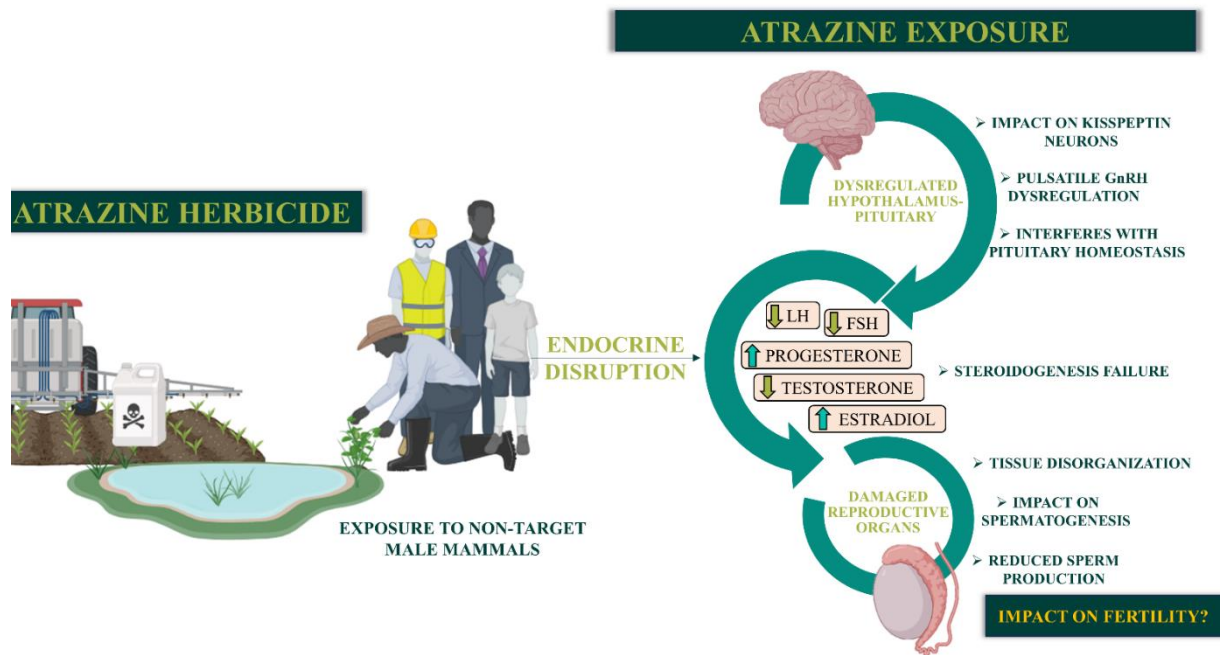 ATRAZINE HERBICIDE
EXPOSURE TO NON-TARGET
MALE MAMMALS
ENDOCRINE
DISRUPTION
ATRAZINE EXPOSURE
DYSREGULATED
HYPOTHALAMUS-
PITUITARY
➢ IMPACT ON KISSPEPTIN
NEURONS
➢ PULSATILE GnRH
DYSREGULATION
➢ INTERFERES WITH
PITUITARY HOMEOSTASIS
LH
FSH
PROGESTERONE
TESTOSTERONE
ESTRADIOL
➢ STEROIDOGENESIS FAILURE
DAMAGED
REPRODUCTIVE
ORGANS
➢ TISSUE DISORGANIZATION
➢ IMPACT ON
SPERMATOGENESIS
➢ REDUCED SPERM
PRODUCTION
IMPACT ON FERTILITY?